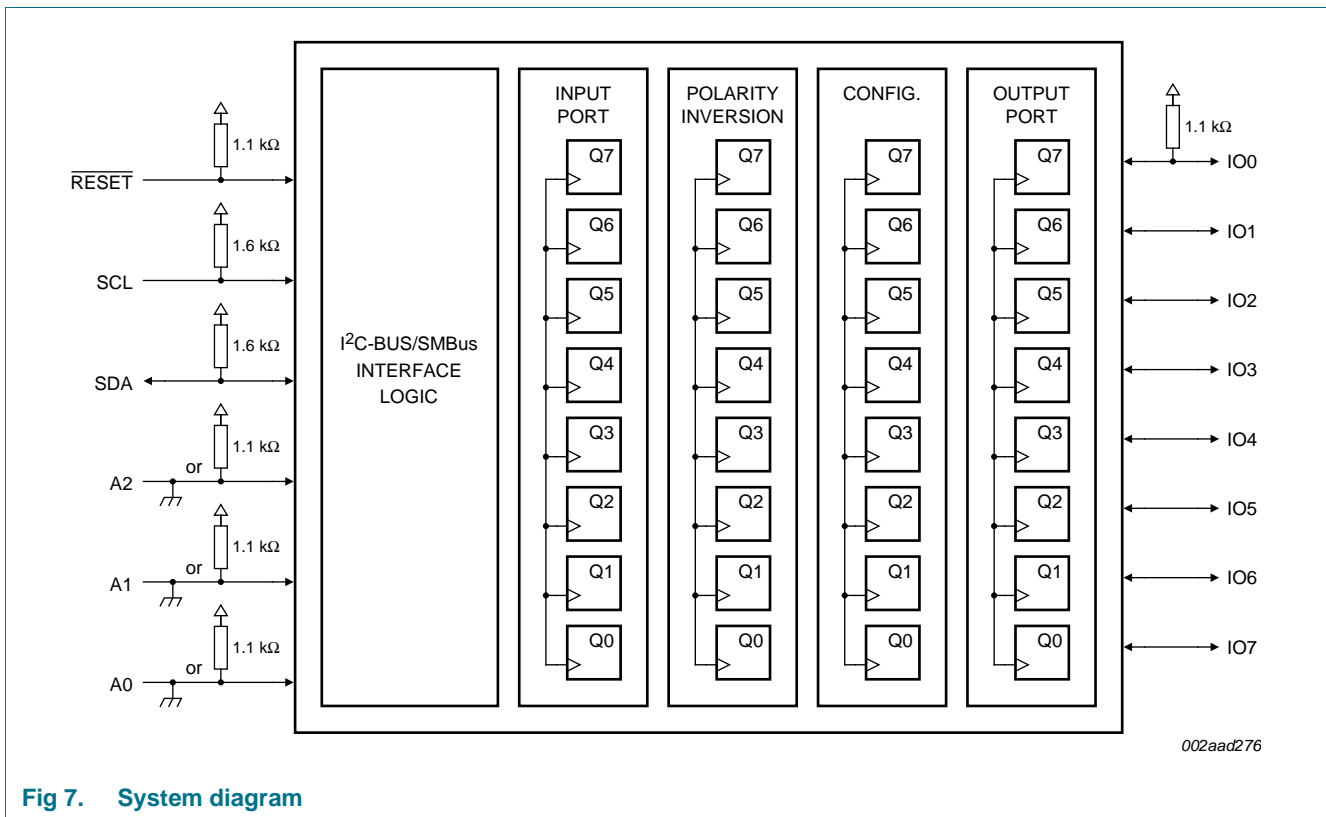 INPUT PORT
POLARITY INVERSION
CONFIG.
OUTPUT PORT
I²C-BUS/SMBus INTERFACE LOGIC
RESET
1.1 kΩ
SCL
1.6 kΩ
SDA
1.6 kΩ
A2
or
1.1 kΩ
A1
or
1.1 kΩ
A0
or
1.1 kΩ
Q7 Q7 Q7 Q7
Q6 Q6 Q6 Q6
Q5 Q5 Q5 Q5
Q4 Q4 Q4 Q4
Q3 Q3 Q3 Q3
Q2 Q2 Q2 Q2
Q1 Q1 Q1 Q1
Q0 Q0 Q0 Q0
1.1 kΩ
IO0
IO1
IO2
IO3
IO4
IO5
IO6
IO7
002aad276
Fig 7. System diagram